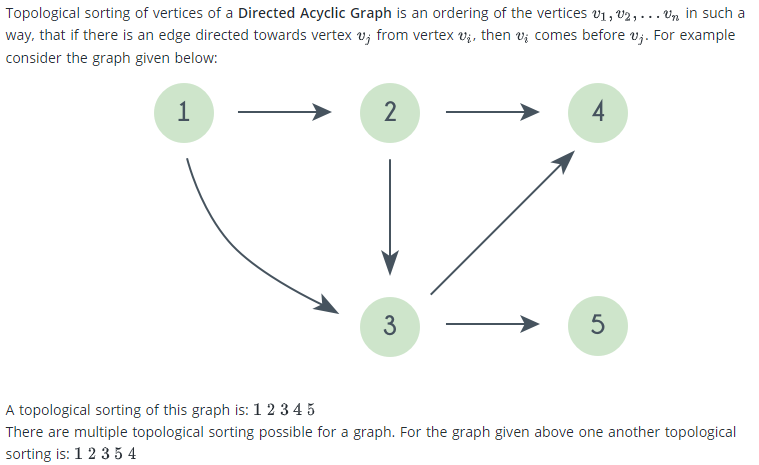 Topological sorting of vertices of a Directed Acyclic Graph is an ordering of the vertices v₁, v₂, . . . vₙ in such a
way, that if there is an edge directed towards vertex vⱼ from vertex vᵢ, then vᵢ comes before vⱼ. For example
consider the graph given below:
1
2
4
3
5
A topological sorting of this graph is: 1 2 3 4 5
There are multiple topological sorting possible for a graph. For the graph given above one another topological
sorting is: 1 2 3 5 4